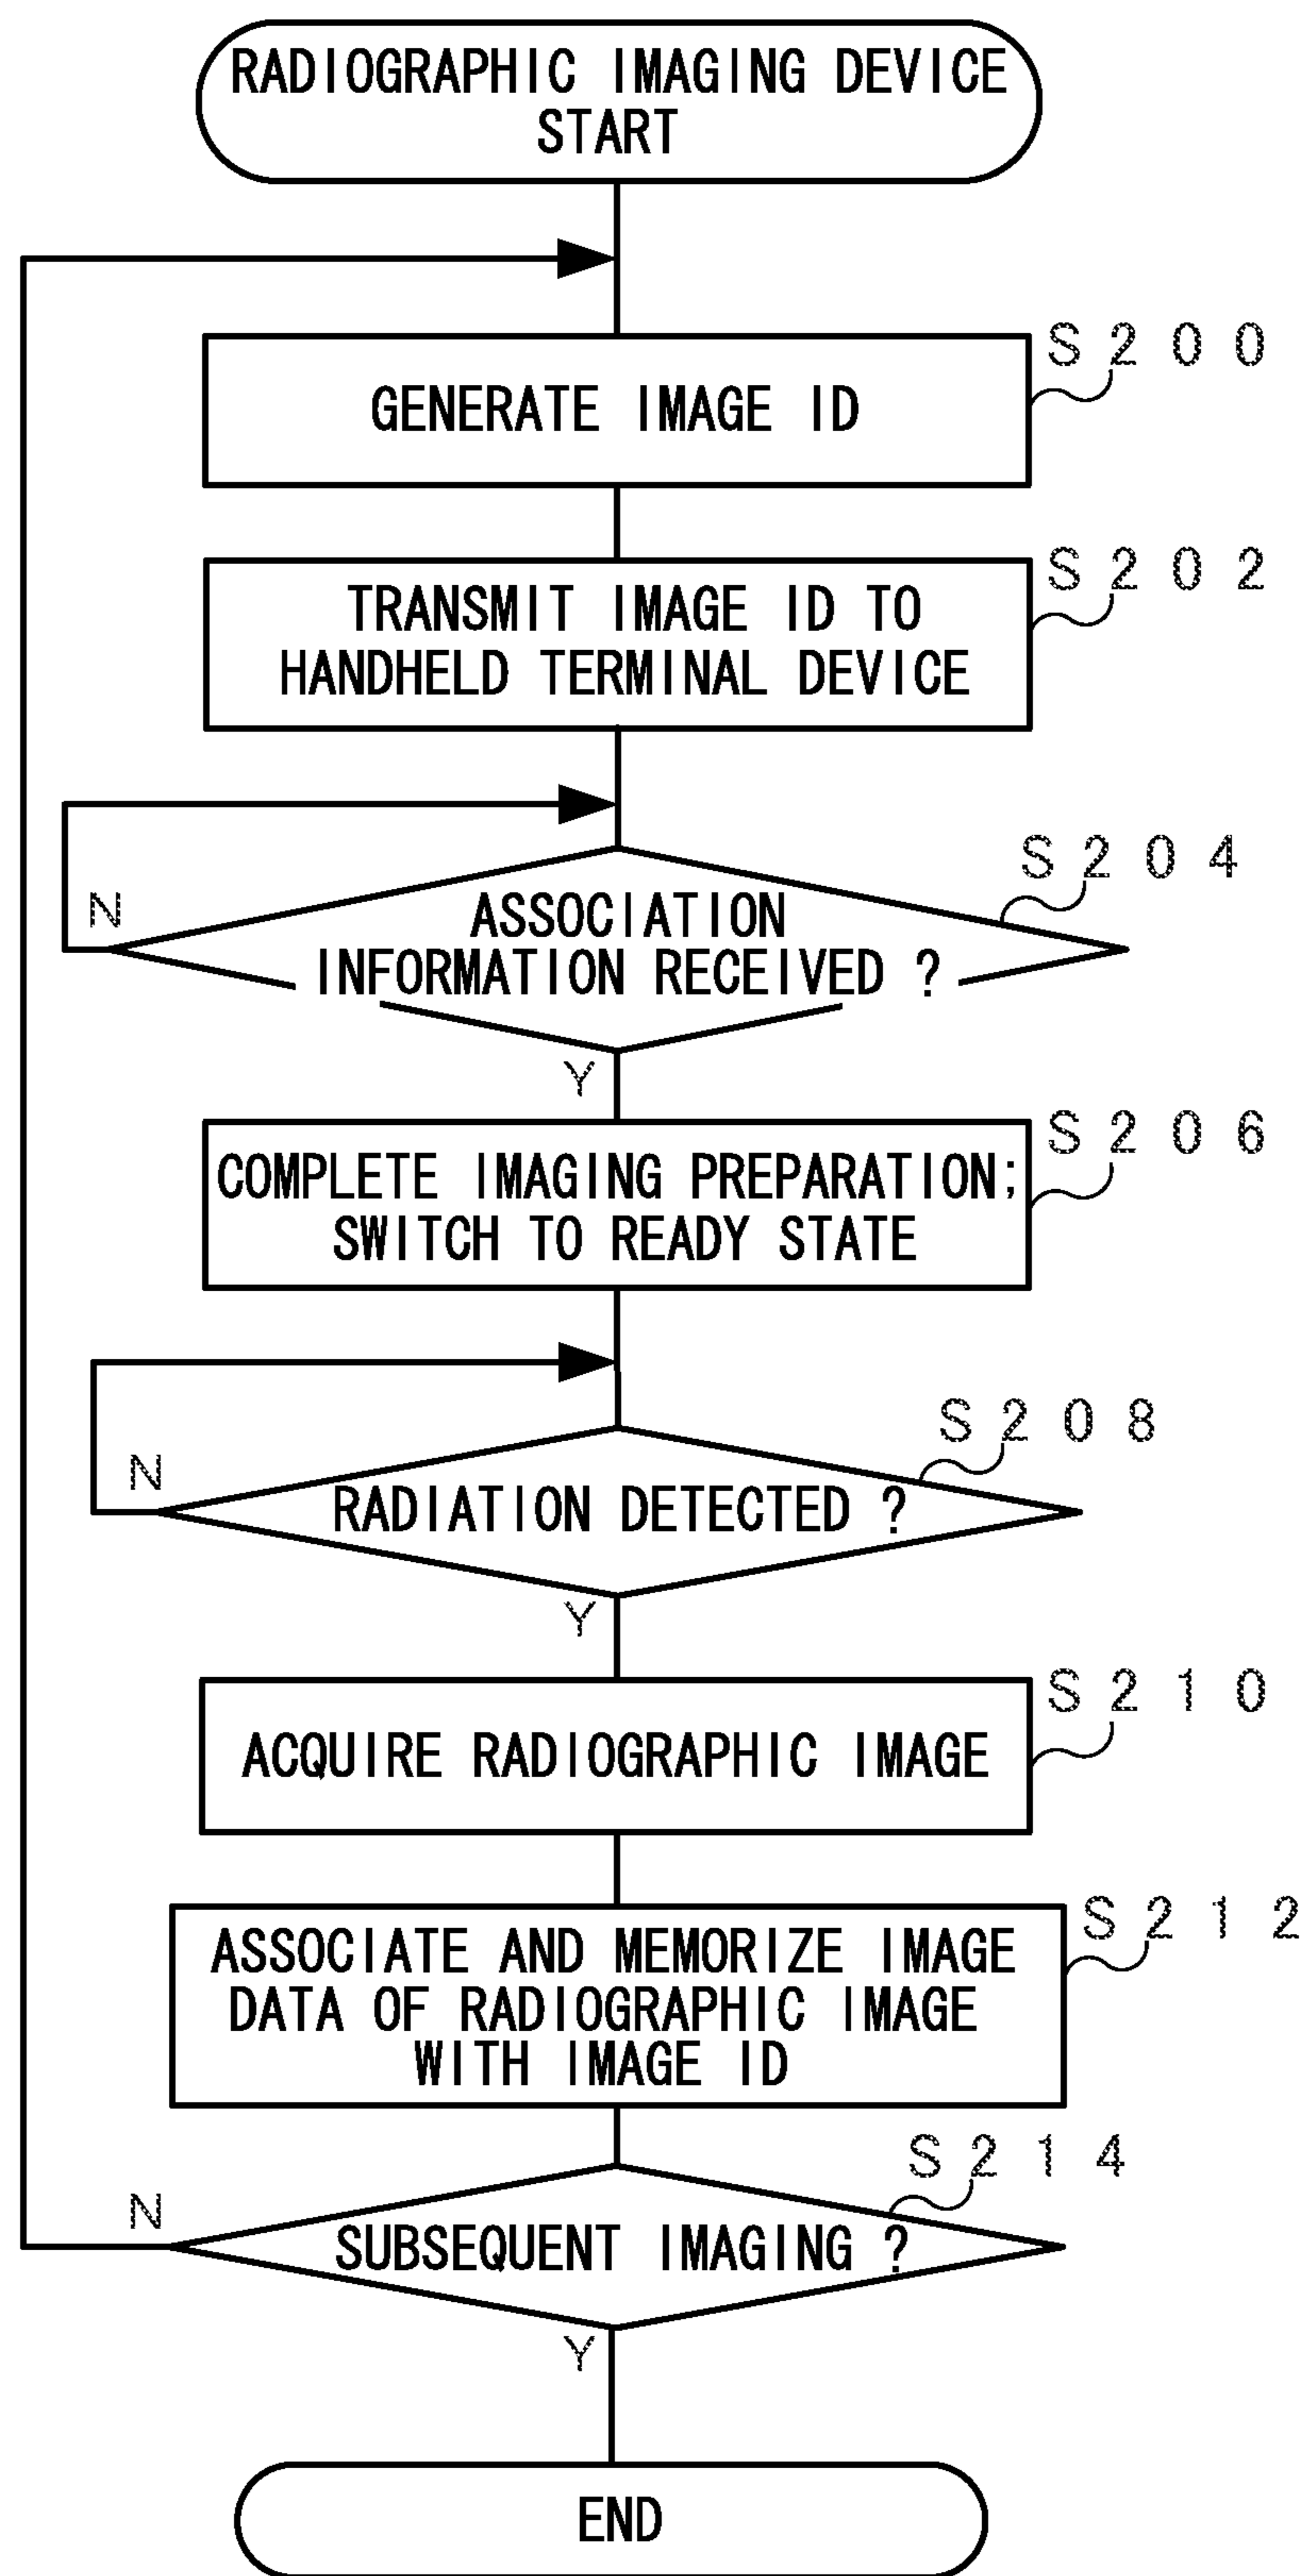 RADIOGRAPHIC IMAGING DEVICE
START
S200
GENERATE IMAGE ID
S202
TRANSMIT IMAGE ID TO
HANDHELD TERMINAL DEVICE
S204
N
ASSOCIATION
INFORMATION RECEIVED ?
Y
S206
COMPLETE IMAGING PREPARATION;
SWITCH TO READY STATE
S208
N
RADIATION DETECTED ?
Y
S210
ACQUIRE RADIOGRAPHIC IMAGE
S212
ASSOCIATE AND MEMORIZE IMAGE
DATA OF RADIOGRAPHIC IMAGE
WITH IMAGE ID
S214
N
SUBSEQUENT IMAGING ?
Y
END